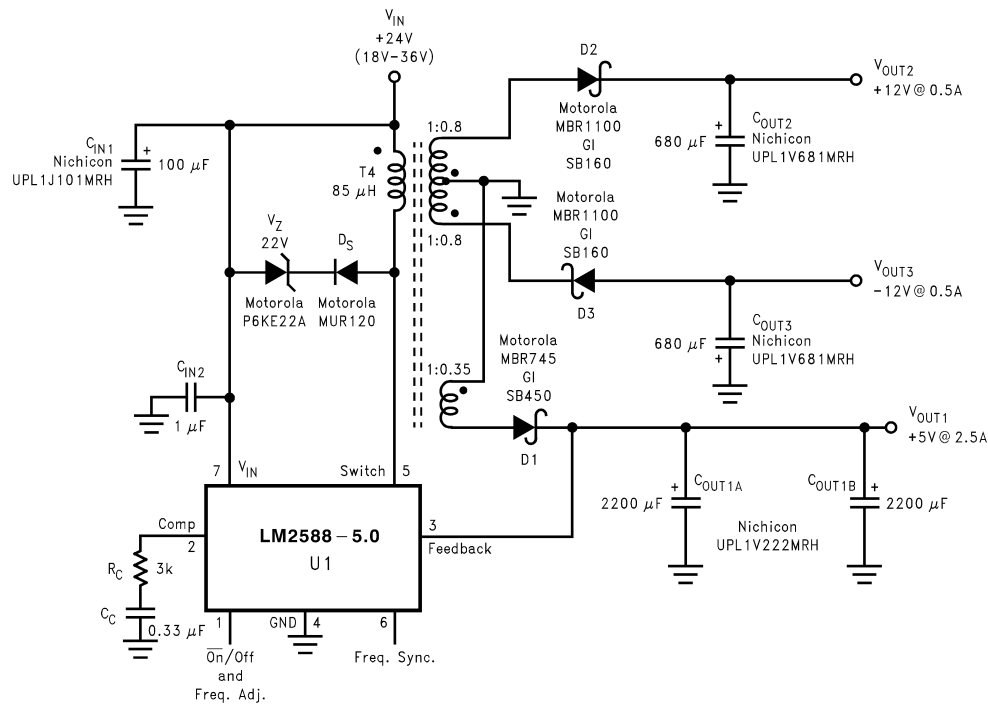 VIN
+24V
(18V-36V)
CIN1
Nichicon
UPL1J101MRH
+
100 μF
T4
85 μH
1:0.8
1:0.8
D2
Motorola
MBR1100
GI
SB160
VOUT2
+12V@0.5A
+
680 μF
COUT2
Nichicon
UPL1V681MRH
Motorola
MBR1100
GI
SB160
D3
VOUT3
-12V@0.5A
680 μF
+
COUT3
Nichicon
UPL1V681MRH
VZ
22V
Motorola
P6KE22A
DS
Motorola
MUR120
CIN2
1 μF
1:0.35
Motorola
MBR745
GI
SB450
D1
VOUT1
+5V@2.5A
+
COUT1A
2200 μF
COUT1B
+
2200 μF
Nichicon
UPL1V222MRH
7
VIN
Switch
5
Comp
2
LM2588-5.0
U1
3
Feedback
RC
3k
CC
0.33 μF
1
GND
4
6
On/Off
and
Freq. Adj.
Freq. Sync.